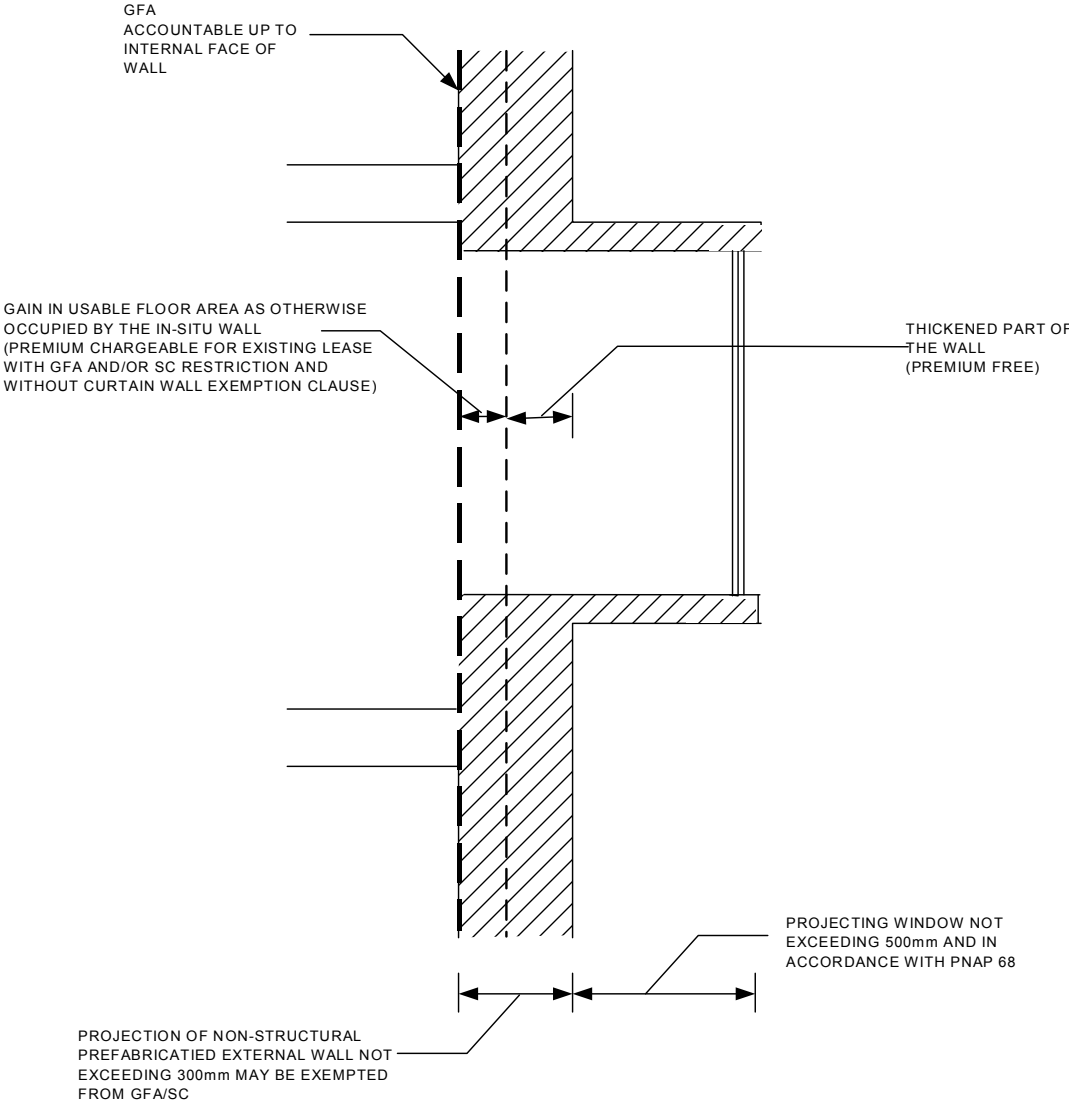 GFA
ACCOUNTABLE UP TO
INTERNAL FACE OF
WALL
GAIN IN USABLE FLOOR AREA AS OTHERWISE
OCCUPIED BY THE IN-SITU WALL
(PREMIUM CHARGEABLE FOR EXISTING LEASE
WITH GFA AND/OR SC RESTRICTION AND
WITHOUT CURTAIN WALL EXEMPTION CLAUSE)
THICKENED PART OF
THE WALL
(PREMIUM FREE)
PROJECTING WINDOW NOT
EXCEEDING 500mm AND IN
ACCORDANCE WITH PNAP 68
PROJECTION OF NON-STRUCTURAL
PREFABRICATIED EXTERNAL WALL NOT
EXCEEDING 300mm MAY BE EXEMPTED
FROM GFA/SC